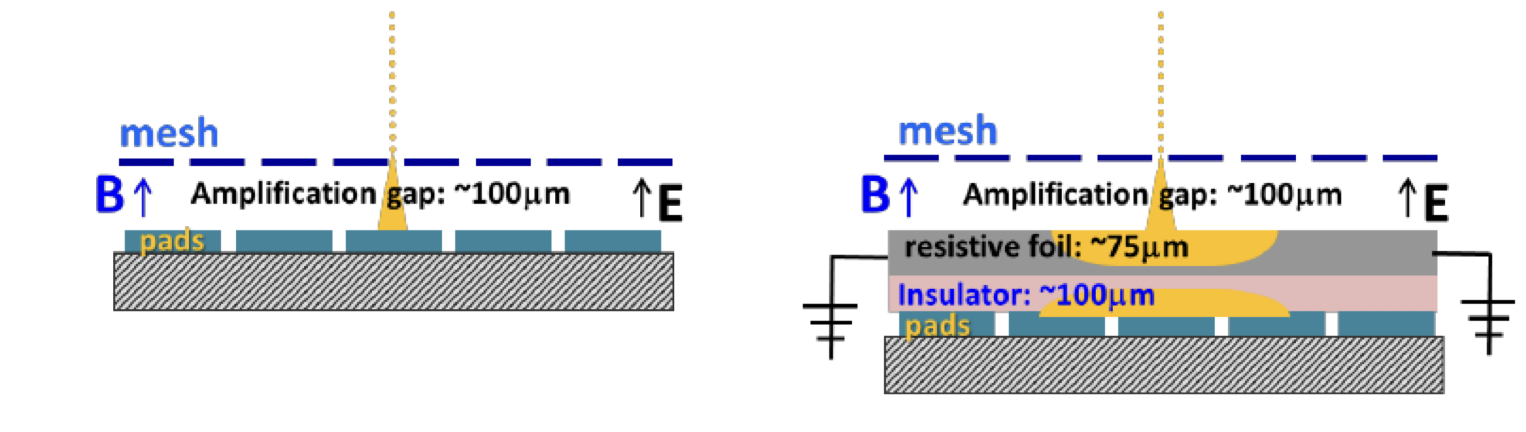 mesh
B ↑ Amplification gap: ~100μm ↑ E
pads
mesh
B ↑ Amplification gap: ~100μm ↑ E
resistive foil: ~75μm
Insulator: ~100μm
pads